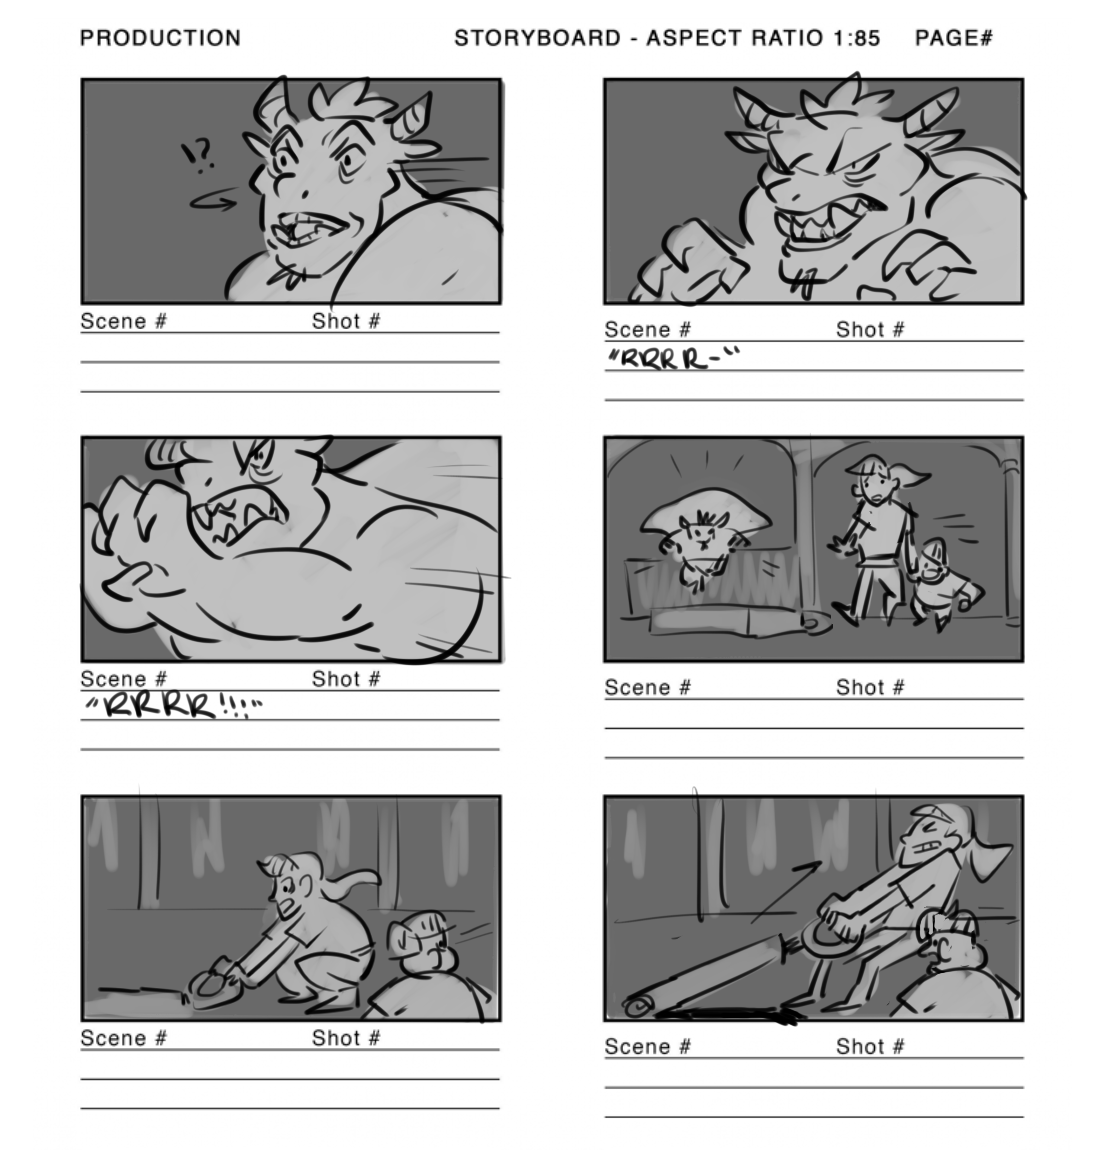 PRODUCTION STORYBOARD - ASPECT RATIO 1:85 PAGE#
!?
Scene # Shot #
Scene # Shot #
"RRRR-"
Scene # Shot #
"RRRR!!!"
Scene # Shot #
Scene # Shot #
Scene # Shot #